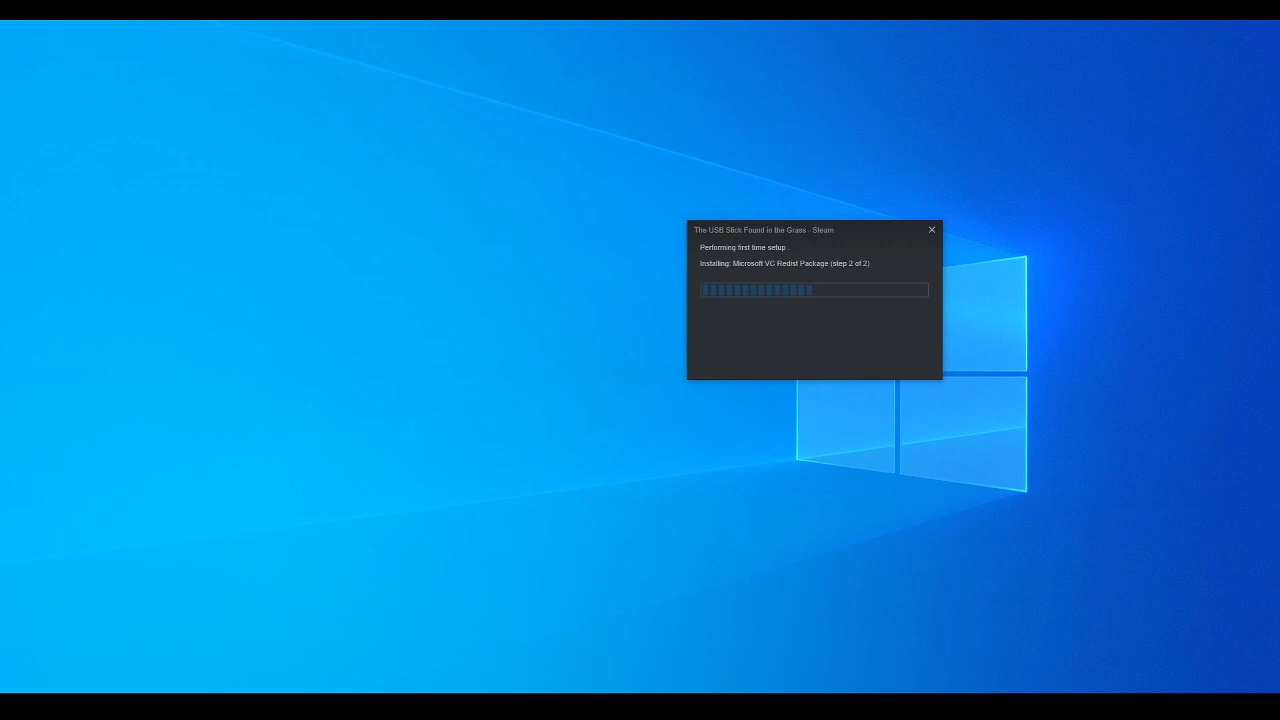 The USB Stick Found in the Grass - Steam
Performing first time setup .
Installing: Microsoft VC Redist Package (step 2 of 2)